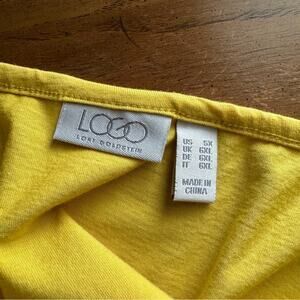 LOGO
LORI GOLDSTEIN
US 5X
UK 6XL
DE 6XL
IT 6XL
MADE IN
CHINA